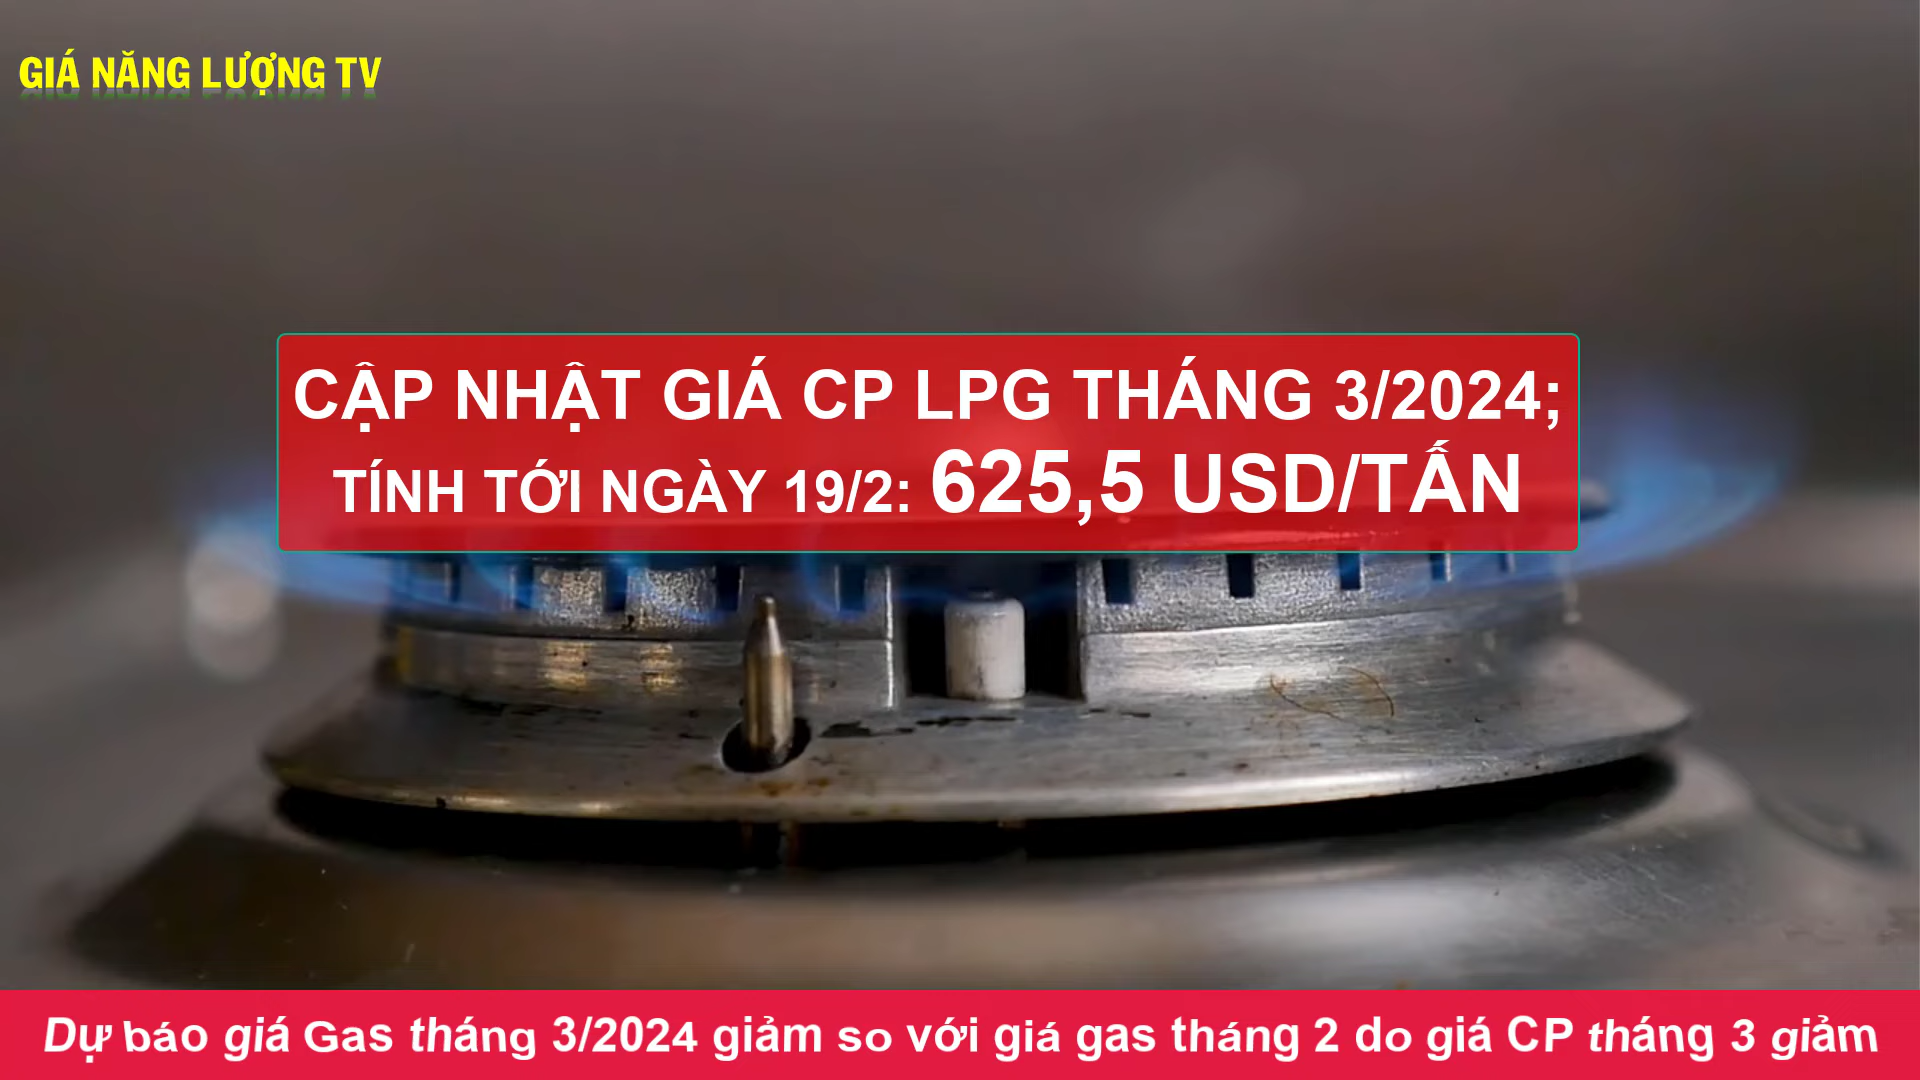 GIÁ NĂNG LƯỢNG TV
CẬP NHẬT GIÁ CP LPG THÁNG 3/2024;
TÍNH TỚI NGÀY 19/2: 625,5 USD/TẤN
Dự báo giá Gas tháng 3/2024 giảm so với giá gas tháng 2 do giá CP tháng 3 giảm